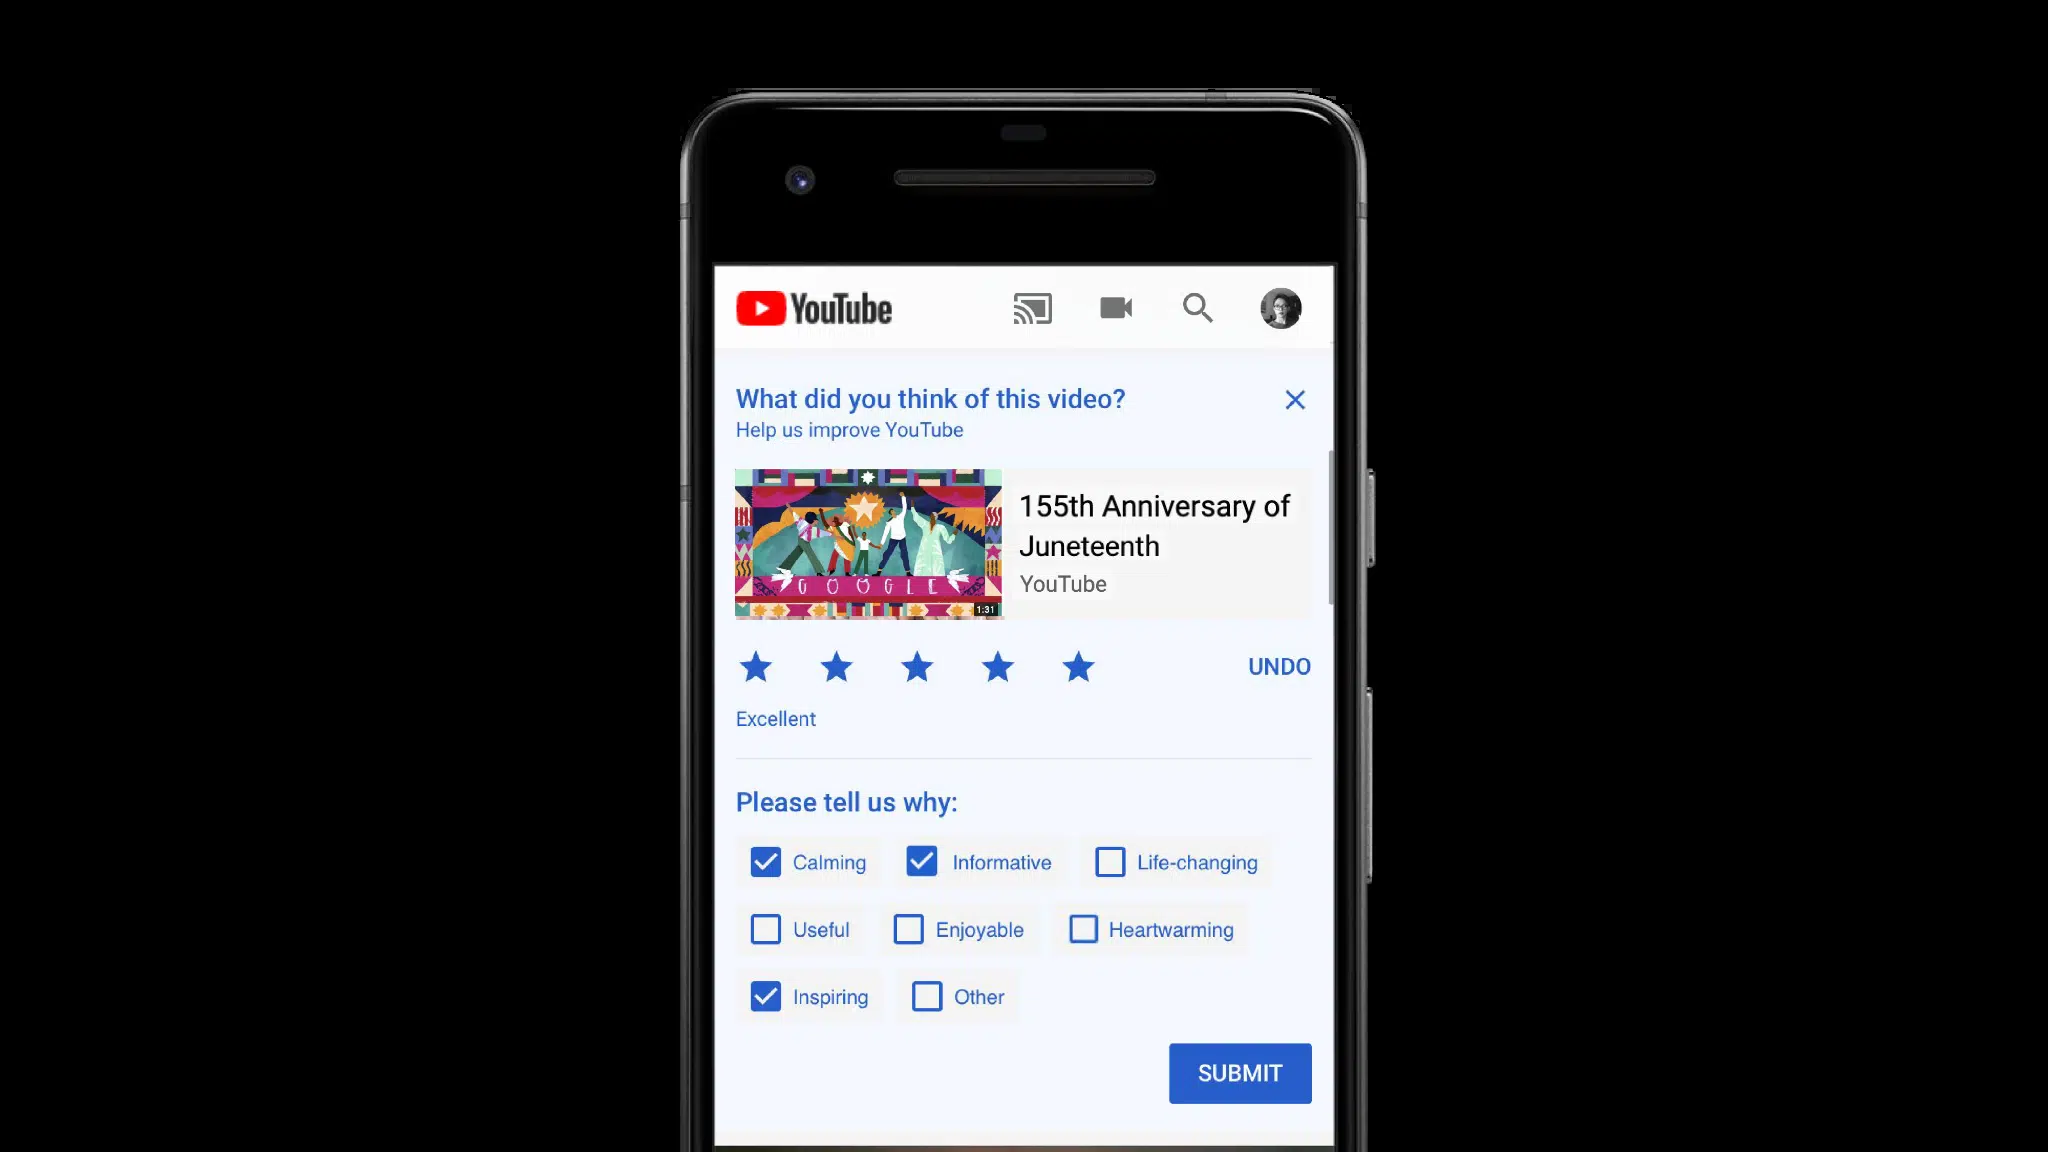 YouTube
What did you think of this video?
Help us improve YouTube
155th Anniversary of
Juneteenth
YouTube
GOOGLE
1:31
UNDO
Excellent
Please tell us why:
Calming Informative Life-changing
Useful Enjoyable Heartwarming
Inspiring Other
SUBMIT